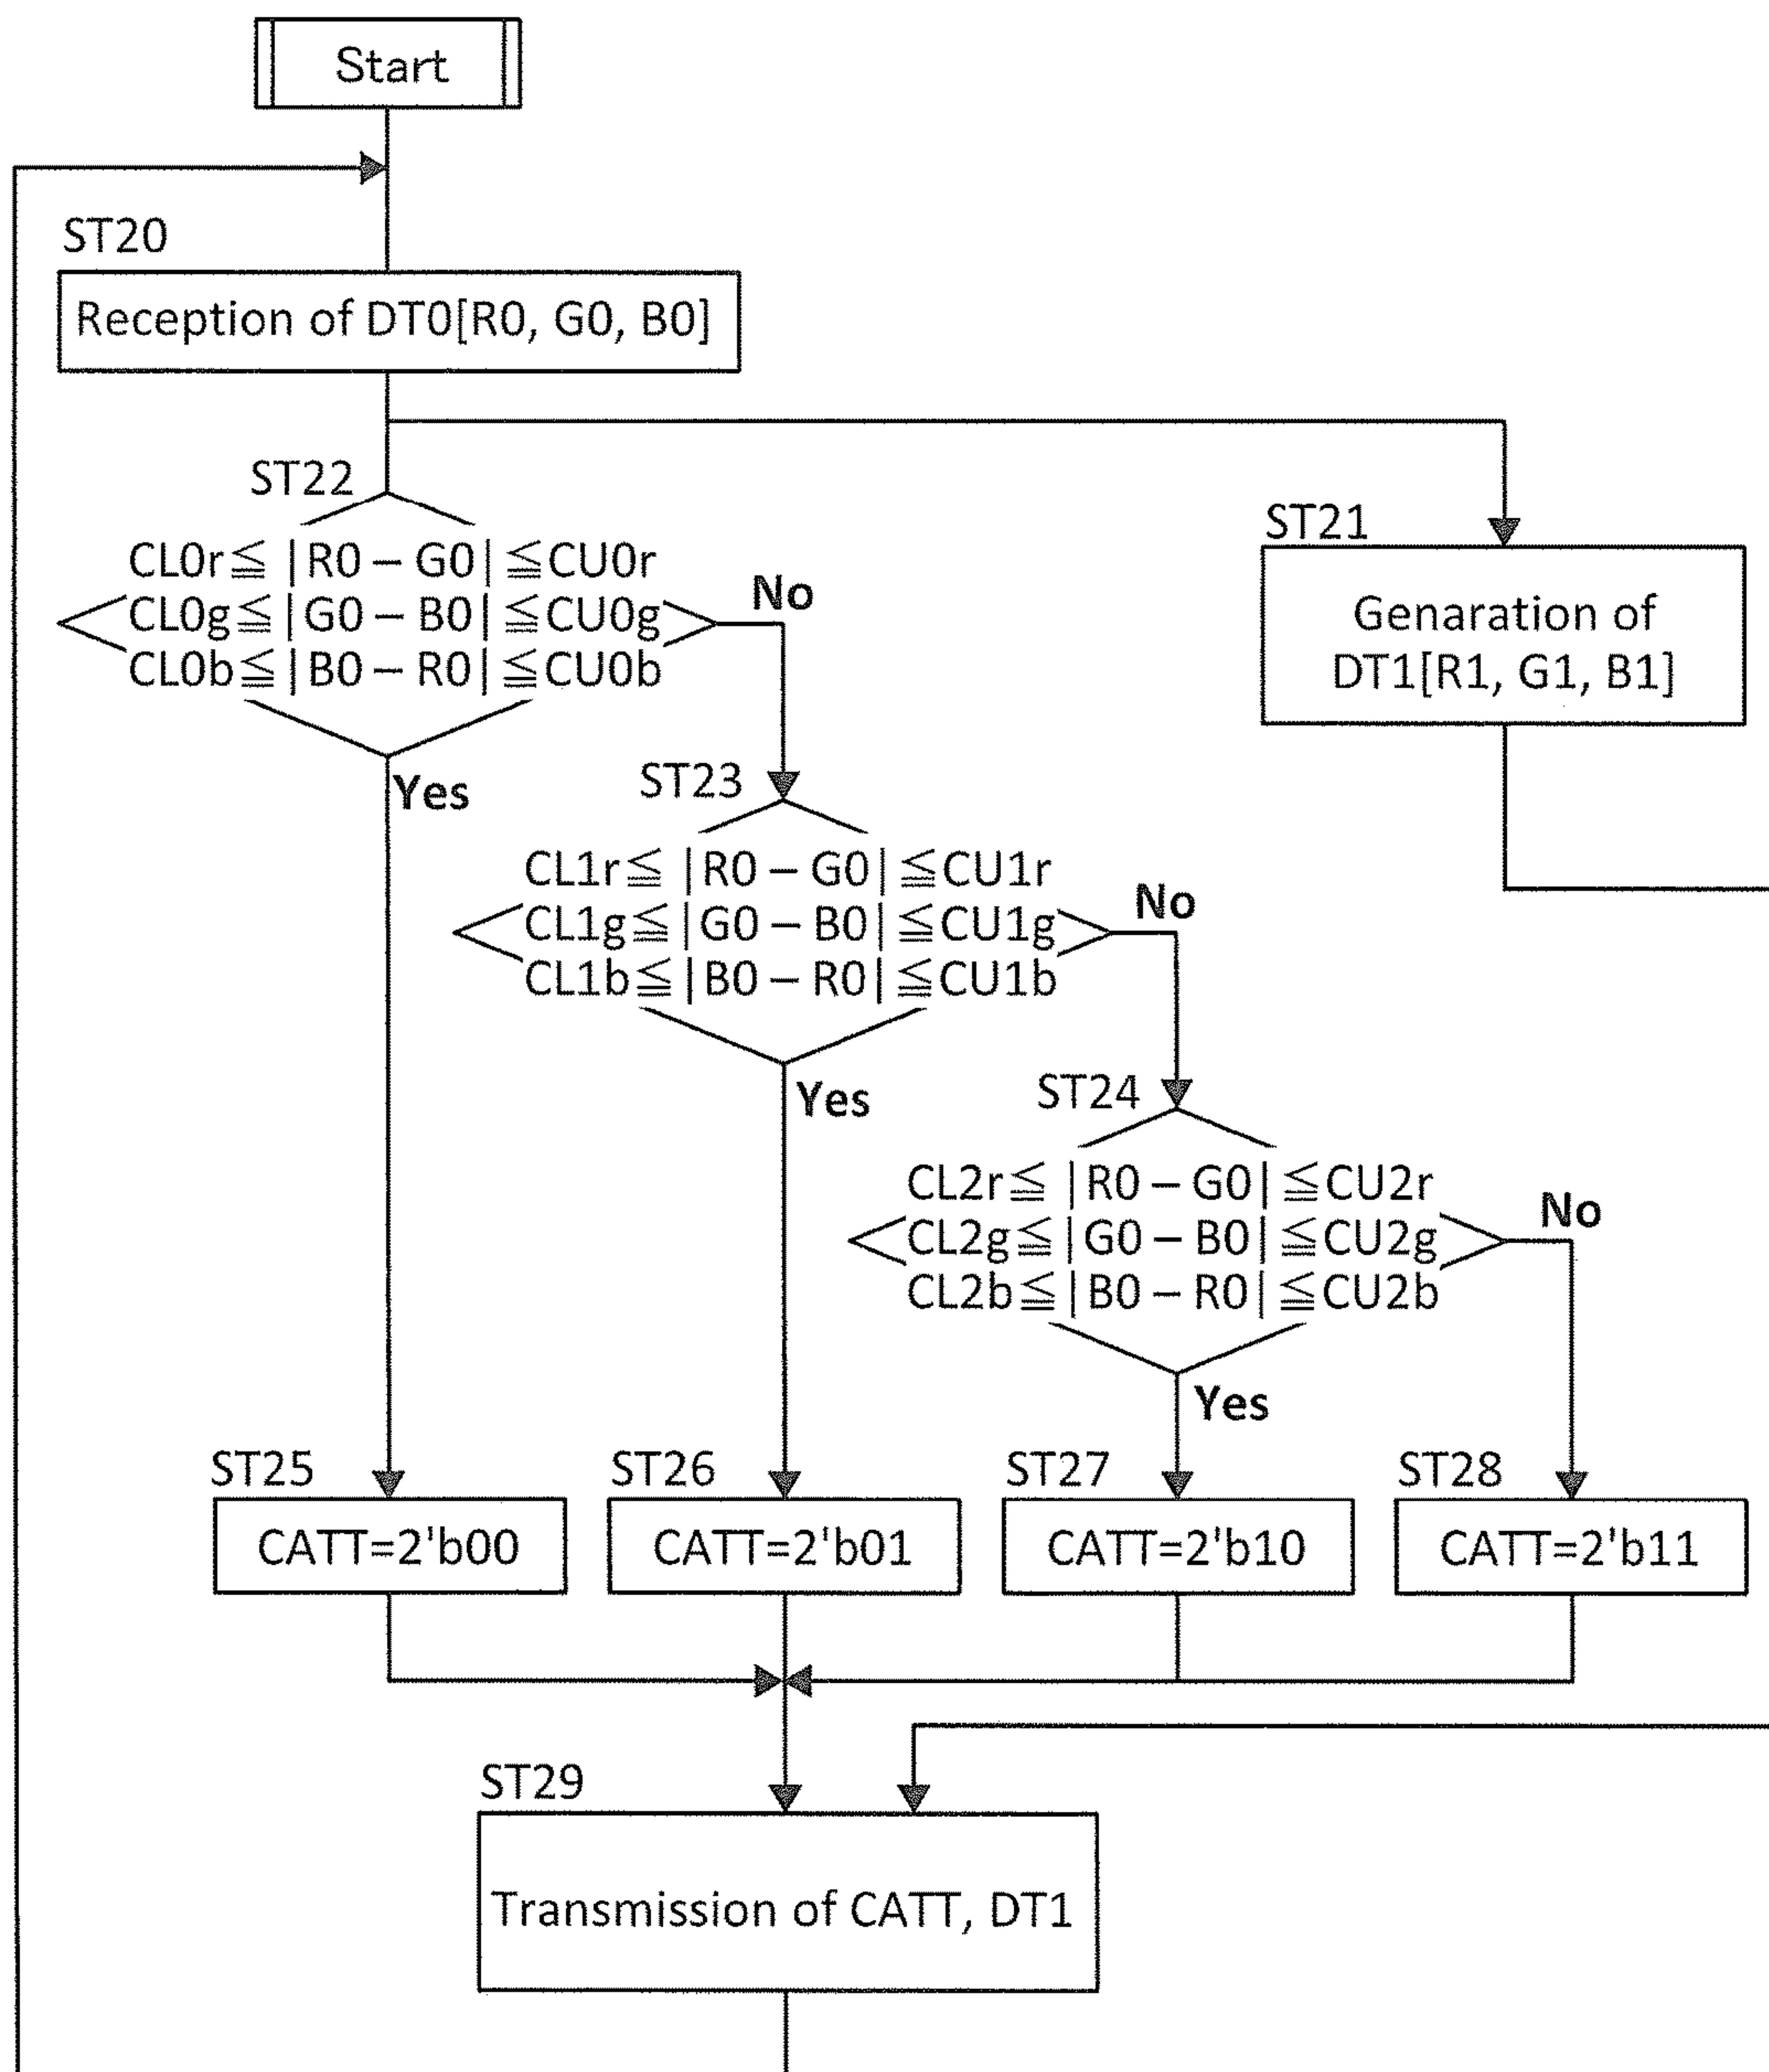 Start
ST20
Reception of DT0[R0, G0, B0]
ST22
CL0r≦ |R0 – G0| ≦CU0r
CL0g≦ |G0 – B0| ≦CU0g
CL0b≦ |B0 – R0| ≦CU0b
No
Yes
ST21
Genaration of
DT1[R1, G1, B1]
ST23
CL1r≦ |R0 – G0| ≦CU1r
CL1g≦ |G0 – B0| ≦CU1g
CL1b≦ |B0 – R0| ≦CU1b
No
Yes
ST24
CL2r≦ |R0 – G0| ≦CU2r
CL2g≦ |G0 – B0| ≦CU2g
CL2b≦ |B0 – R0| ≦CU2b
No
Yes
ST25
CATT=2'b00
ST26
CATT=2'b01
ST27
CATT=2'b10
ST28
CATT=2'b11
ST29
Transmission of CATT, DT1